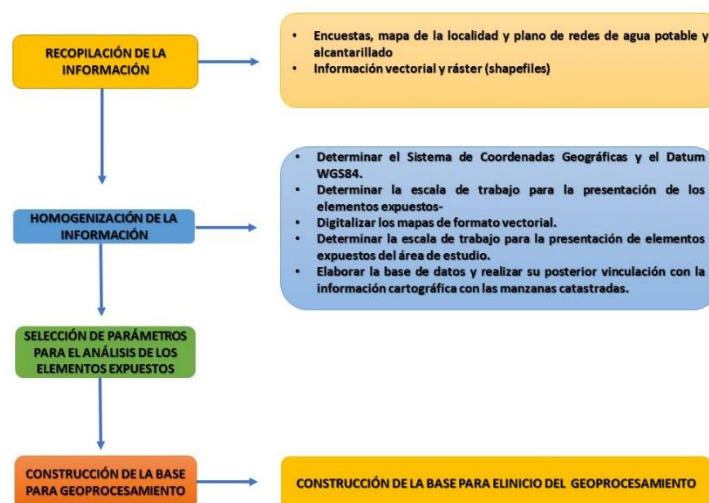 RECOPILACIÓN DE LA
INFORMACIÓN
• Encuestas, mapa de la localidad y plano de redes de agua potable y
alcantarillado
• Información vectorial y ráster (shapefiles)
HOMOGENIZACIÓN DE LA
INFORMACIÓN
• Determinar el Sistema de Coordenadas Geográficas y el Datum
WGS84.
• Determinar la escala de trabajo para la presentación de los
elementos expuestos-
• Digitalizar los mapas de formato vectorial.
• Determinar la escala de trabajo para la presentación de elementos
expuestos del área de estudio.
• Elaborar la base de datos y realizar su posterior vinculación con la
información cartográfica con las manzanas catastradas.
SELECCIÓN DE PARÁMETROS
PARA EL ANÁLISIS DE LOS
ELEMENTOS EXPUESTOS
CONSTRUCCIÓN DE LA BASE
PARA GEOPROCESAMIENTO
CONSTRUCCIÓN DE LA BASE PARA ELINICIO DEL GEOPROCESAMIENTO